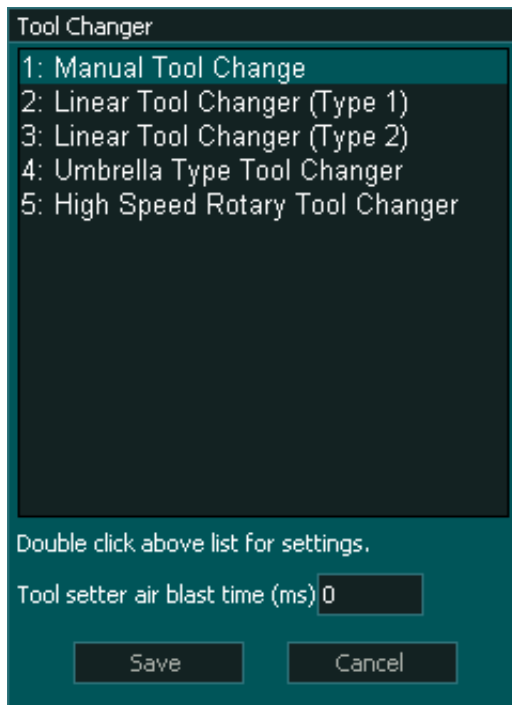 Tool Changer
1: Manual Tool Change
2: Linear Tool Changer (Type 1)
3: Linear Tool Changer (Type 2)
4: Umbrella Type Tool Changer
5: High Speed Rotary Tool Changer
Double click above list for settings.
Tool setter air blast time (ms) 0
Save Cancel